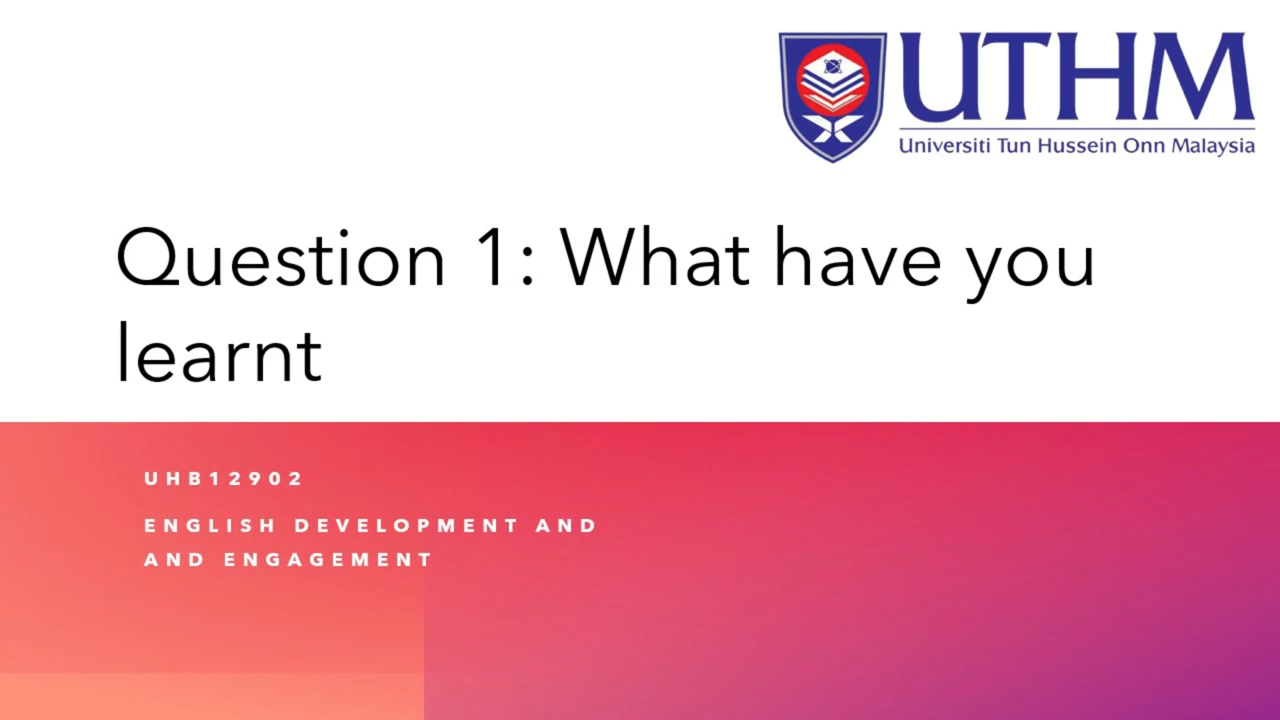 UTHM
Universiti Tun Hussein Onn Malaysia
Question 1: What have you
learnt
UHB12902
ENGLISH DEVELOPMENT AND
AND ENGAGEMENT